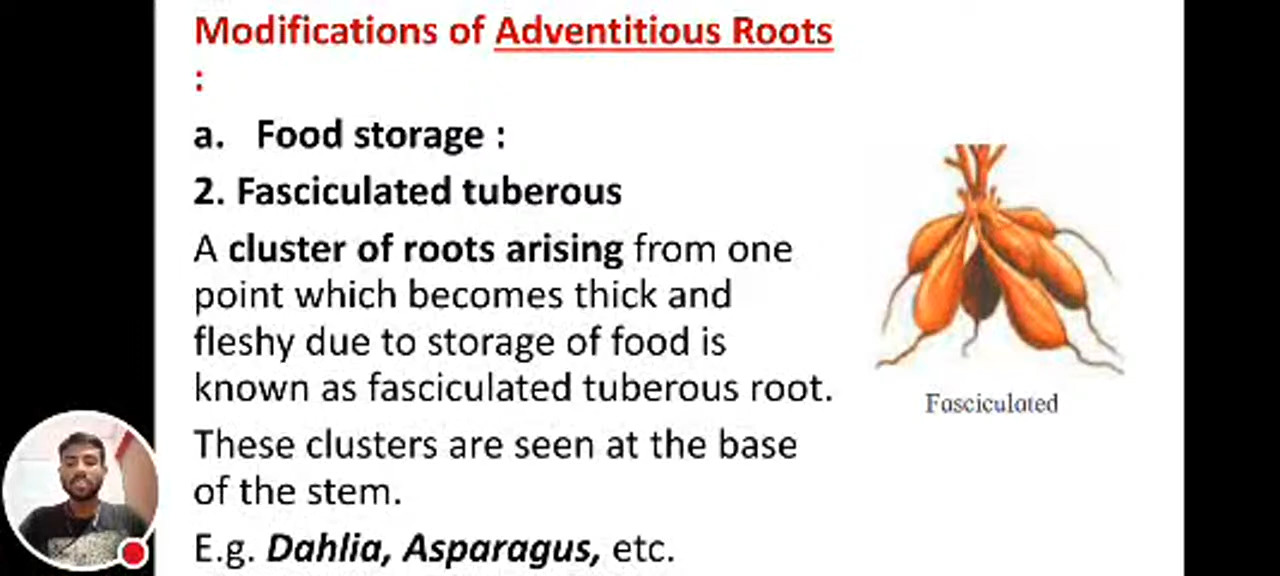 Modifications of Adventitious Roots
:
a. Food storage :
2. Fasciculated tuberous
A cluster of roots arising from one
point which becomes thick and
fleshy due to storage of food is
known as fasciculated tuberous root.
These clusters are seen at the base
of the stem.
E.g. Dahlia, Asparagus, etc.
Fasciculated